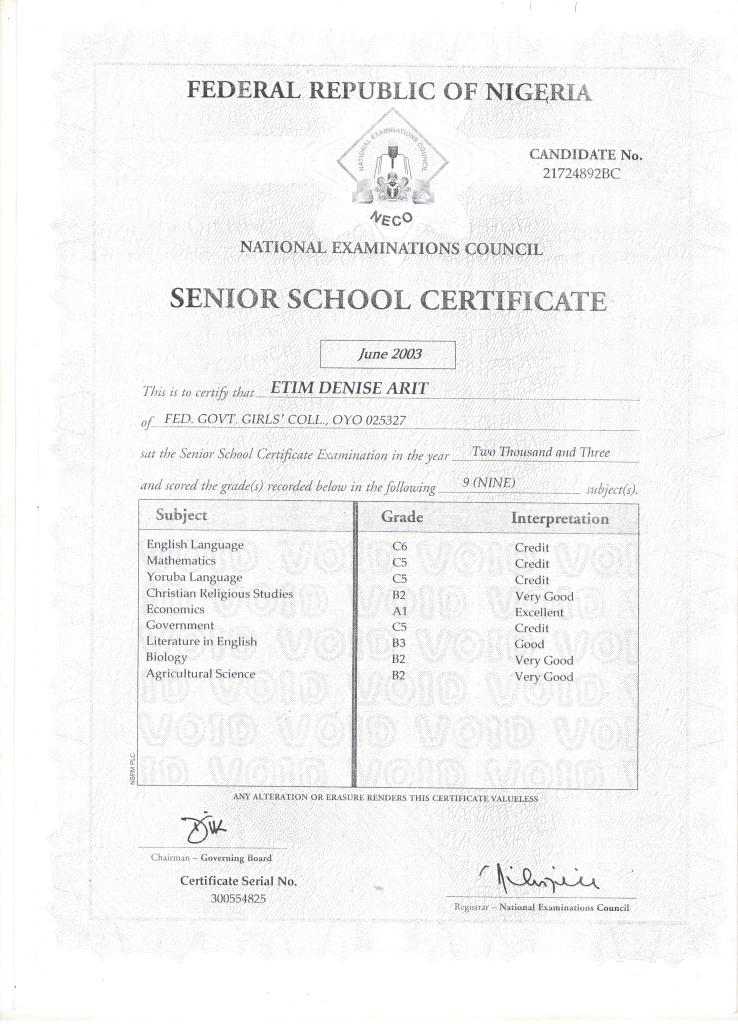 FEDERAL REPUBLIC OF NIGERIA
NATIONAL EXAMINATIONS COUNCIL
NECO
CANDIDATE No.
21724892BC
NATIONAL EXAMINATIONS COUNCIL
SENIOR SCHOOL CERTIFICATE
June 2003
This is to certify that ETIM DENISE ARIT
of FED. GOVT. GIRLS' COLL., OYO 025327
sat the Senior School Certificate Examination in the year Two Thousand and Three
and scored the grade(s) recorded below in the following 9 (NINE) subject(s).
Subject Grade Interpretation
English Language C6 Credit
Mathematics C5 Credit
Yoruba Language C5 Credit
Christian Religious Studies B2 Very Good
Economics A1 Excellent
Government C5 Credit
Literature in English B3 Good
Biology B2 Very Good
Agricultural Science B2 Very Good
VOID VOID VOID VOID
NSPM PLC
ANY ALTERATION OR ERASURE RENDERS THIS CERTIFICATE VALUELESS
Chairman – Governing Board
Certificate Serial No.
300554825
Registrar – National Examinations Council